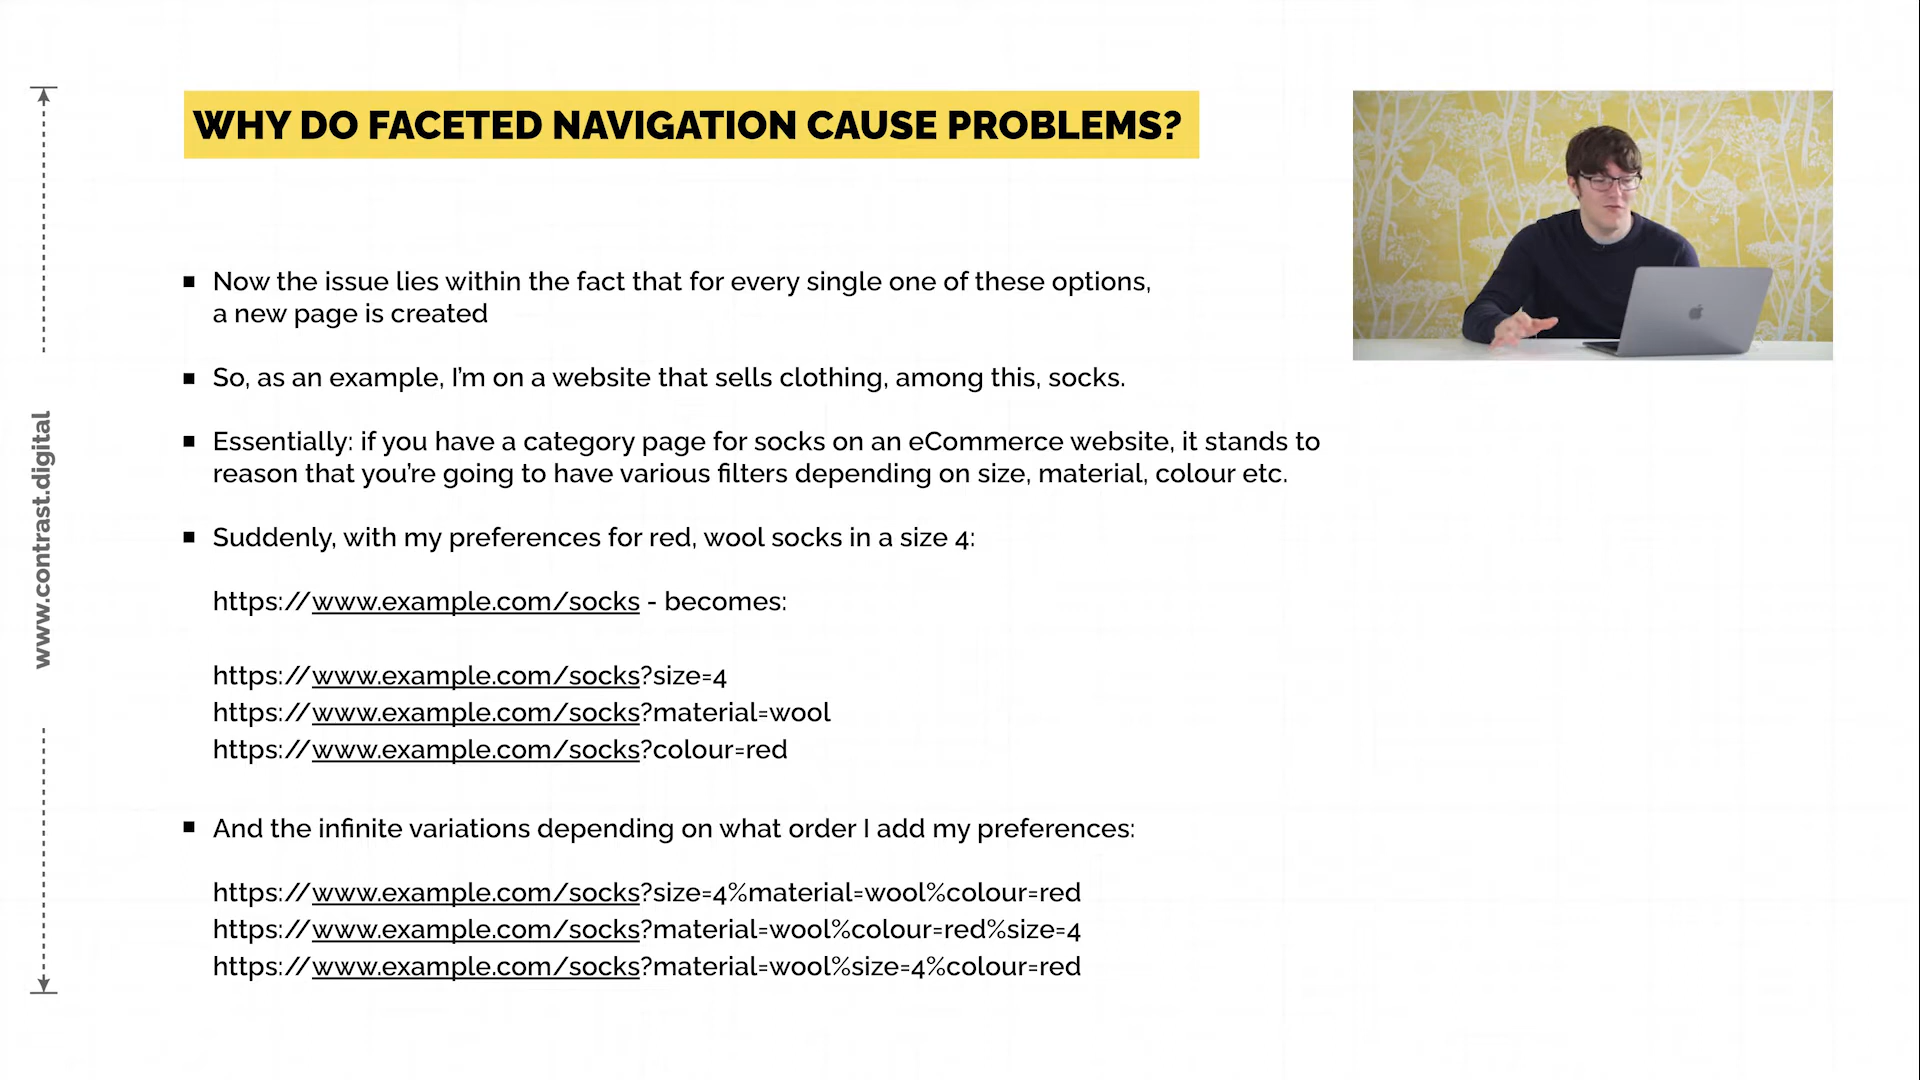 WHY DO FACETED NAVIGATION CAUSE PROBLEMS?
www.contrast.digital
▪ Now the issue lies within the fact that for every single one of these options,
a new page is created
▪ So, as an example, I'm on a website that sells clothing, among this, socks.
▪ Essentially: if you have a category page for socks on an eCommerce website, it stands to
reason that you're going to have various filters depending on size, material, colour etc.
▪ Suddenly, with my preferences for red, wool socks in a size 4:
https://www.example.com/socks - becomes:
https://www.example.com/socks?size=4
https://www.example.com/socks?material=wool
https://www.example.com/socks?colour=red
▪ And the infinite variations depending on what order I add my preferences:
https://www.example.com/socks?size=4%material=wool%colour=red
https://www.example.com/socks?material=wool%colour=red%size=4
https://www.example.com/socks?material=wool%size=4%colour=red